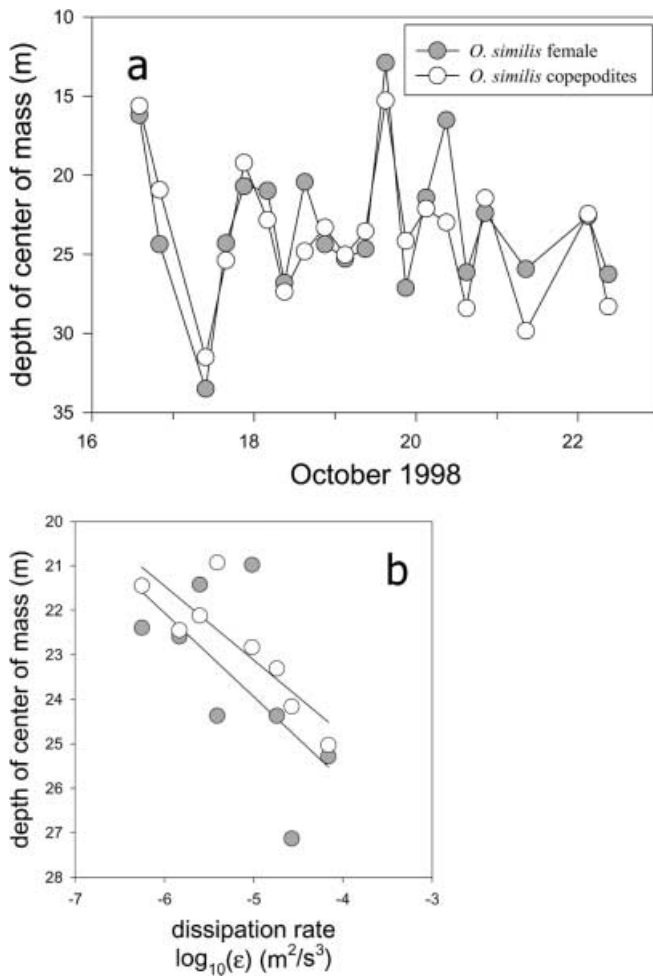 10
15
20
25
30
35
depth of center of mass (m)
a
O. similis female
O. similis copepodites
16
18
20
22
October 1998
20
21
22
23
24
25
26
27
28
depth of center of mass (m)
b
-7
-6
-5
-4
-3
dissipation rate
log₁₀(ε) (m²/s³)